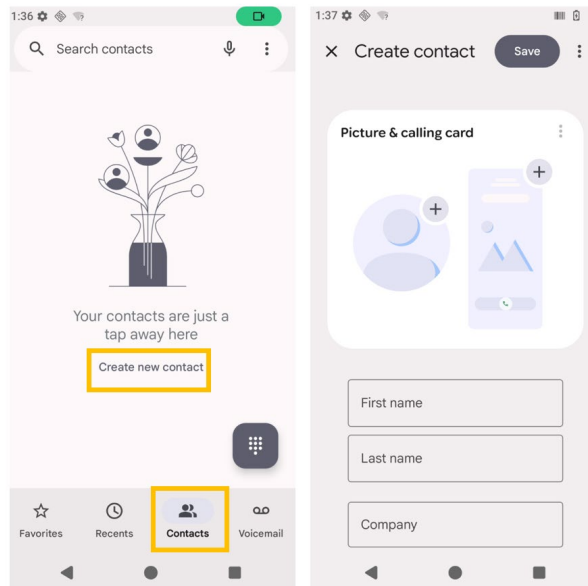 1:36
Search contacts
Your contacts are just a
tap away here
Create new contact
Favorites
Recents
Contacts
Voicemail
1:37
Create contact
Save
Picture & calling card
First name
Last name
Company